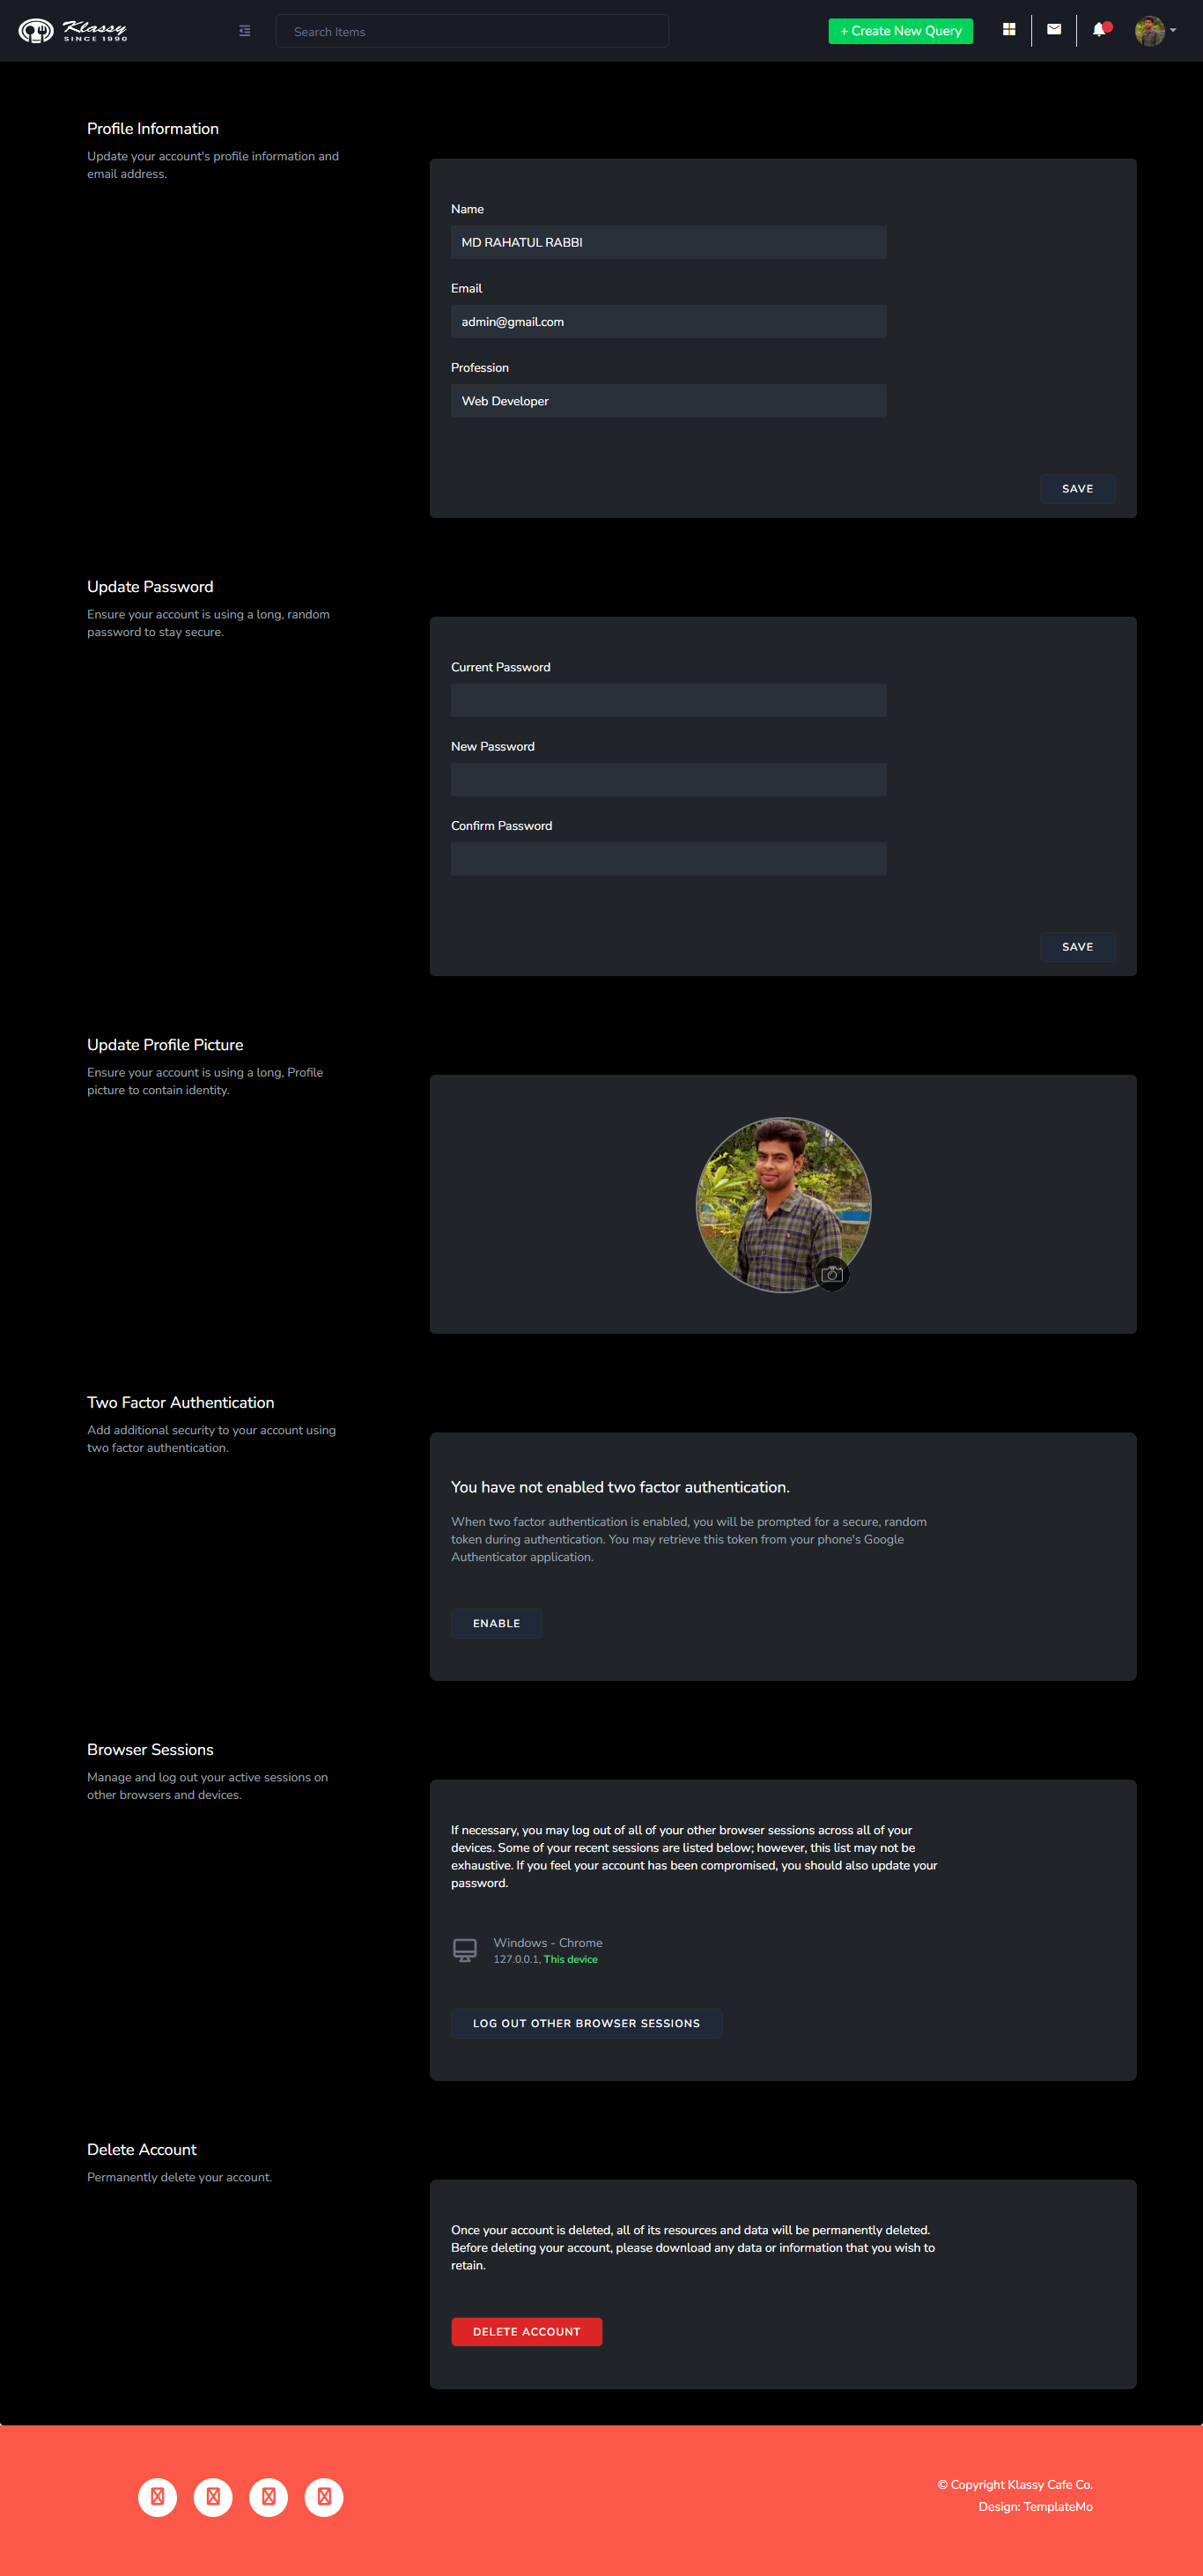 Klassy
SINCE 1990
Search Items
+ Create New Query
Profile Information
Update your account's profile information and
email address.
Name
MD RAHATUL RABBI
Email
admin@gmail.com
Profession
Web Developer
SAVE
Update Password
Ensure your account is using a long, random
password to stay secure.
Current Password
New Password
Confirm Password
SAVE
Update Profile Picture
Ensure your account is using a long, Profile
picture to contain identity.
Two Factor Authentication
Add additional security to your account using
two factor authentication.
You have not enabled two factor authentication.
When two factor authentication is enabled, you will be prompted for a secure, random
token during authentication. You may retrieve this token from your phone's Google
Authenticator application.
ENABLE
Browser Sessions
Manage and log out your active sessions on
other browsers and devices.
If necessary, you may log out of all of your other browser sessions across all of your
devices. Some of your recent sessions are listed below; however, this list may not be
exhaustive. If you feel your account has been compromised, you should also update your
password.
Windows - Chrome
127.0.0.1, This device
LOG OUT OTHER BROWSER SESSIONS
Delete Account
Permanently delete your account.
Once your account is deleted, all of its resources and data will be permanently deleted.
Before deleting your account, please download any data or information that you wish to
retain.
DELETE ACCOUNT
© Copyright Klassy Cafe Co.
Design: TemplateMo